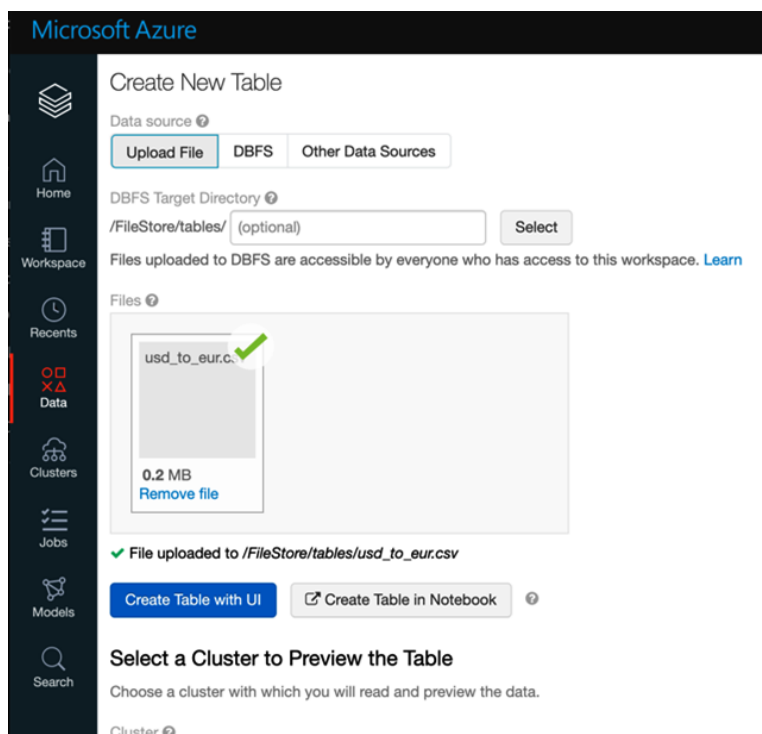 Microsoft Azure
Create New Table
Data source
Upload File DBFS Other Data Sources
Home
DBFS Target Directory
/FileStore/tables/ (optional) Select
Workspace
Files uploaded to DBFS are accessible by everyone who has access to this workspace. Learn
Files
Recents
usd_to_eur.c
Data
Clusters
0.2 MB
Remove file
Jobs
File uploaded to /FileStore/tables/usd_to_eur.csv
Create Table with UI Create Table in Notebook
Models
Select a Cluster to Preview the Table
Search
Choose a cluster with which you will read and preview the data.
Cluster